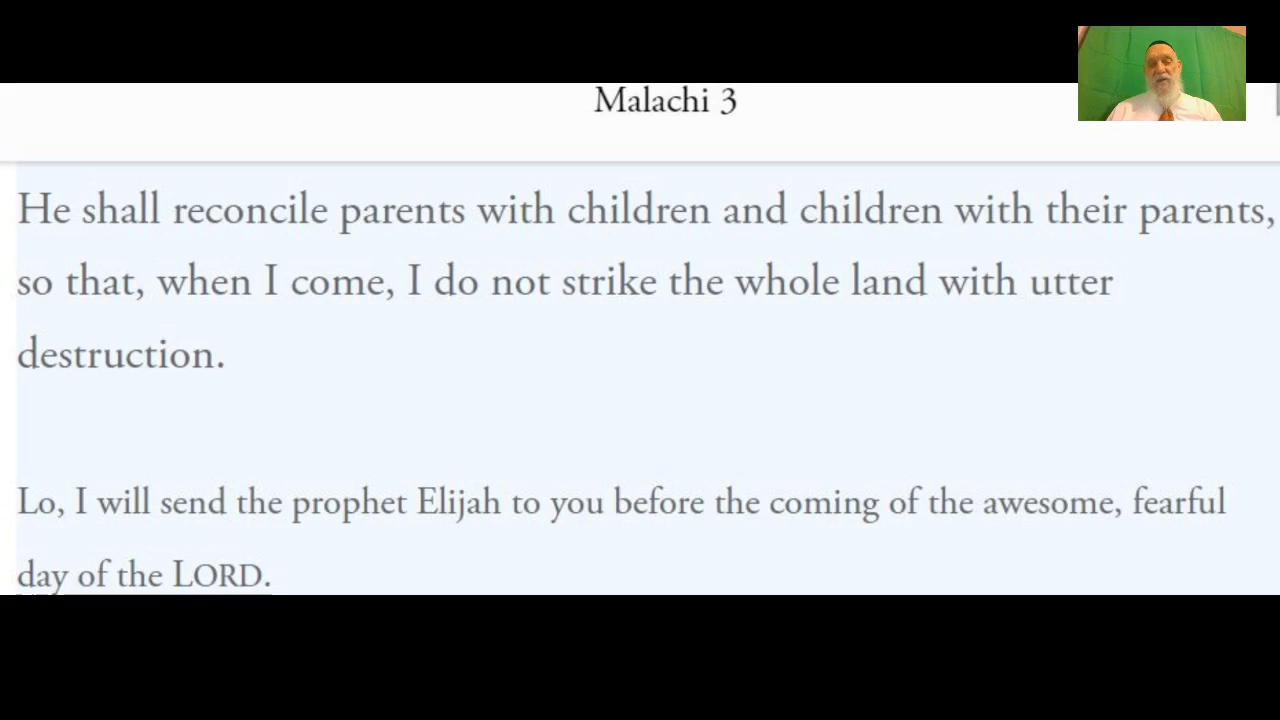 Malachi 3
He shall reconcile parents with children and children with their parents,
so that, when I come, I do not strike the whole land with utter
destruction.
Lo, I will send the prophet Elijah to you before the coming of the awesome, fearful
day of the LORD.